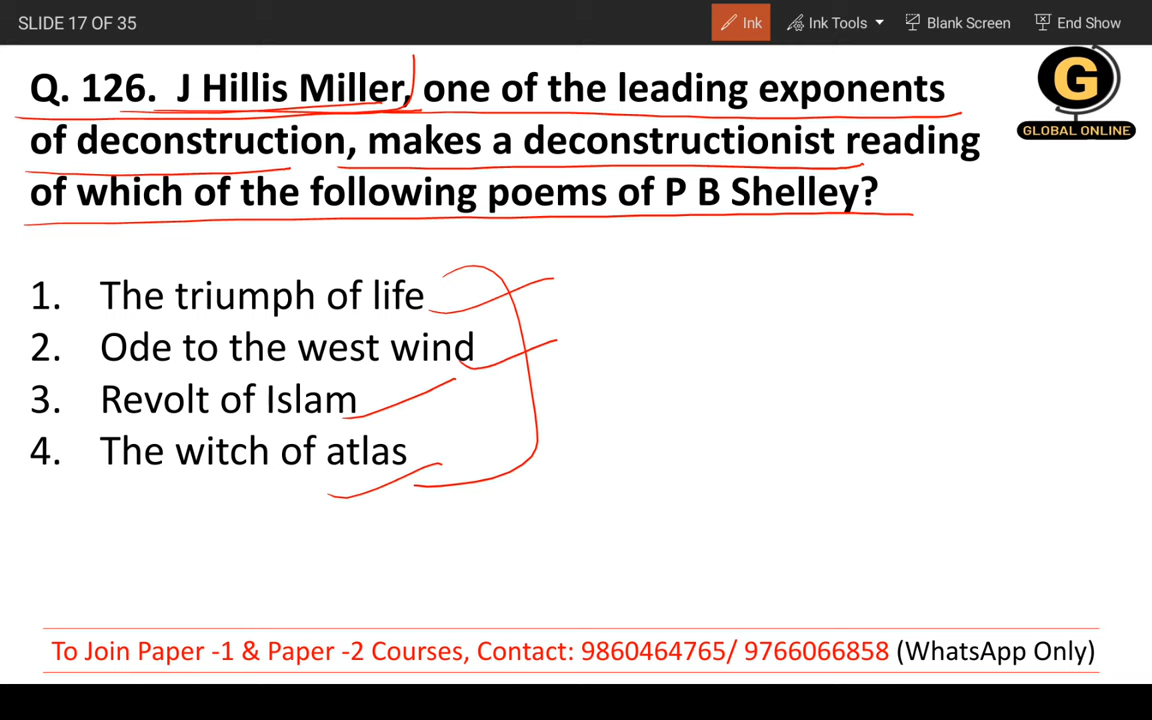 SLIDE 17 OF 35
Ink
Ink Tools
Blank Screen
End Show
Q. 126. J Hillis Miller, one of the leading exponents
of deconstruction, makes a deconstructionist reading
of which of the following poems of P B Shelley?
G
GLOBAL ONLINE
1. The triumph of life
2. Ode to the west wind
3. Revolt of Islam
4. The witch of atlas
To Join Paper -1 & Paper -2 Courses, Contact: 9860464765/ 9766066858 (WhatsApp Only)